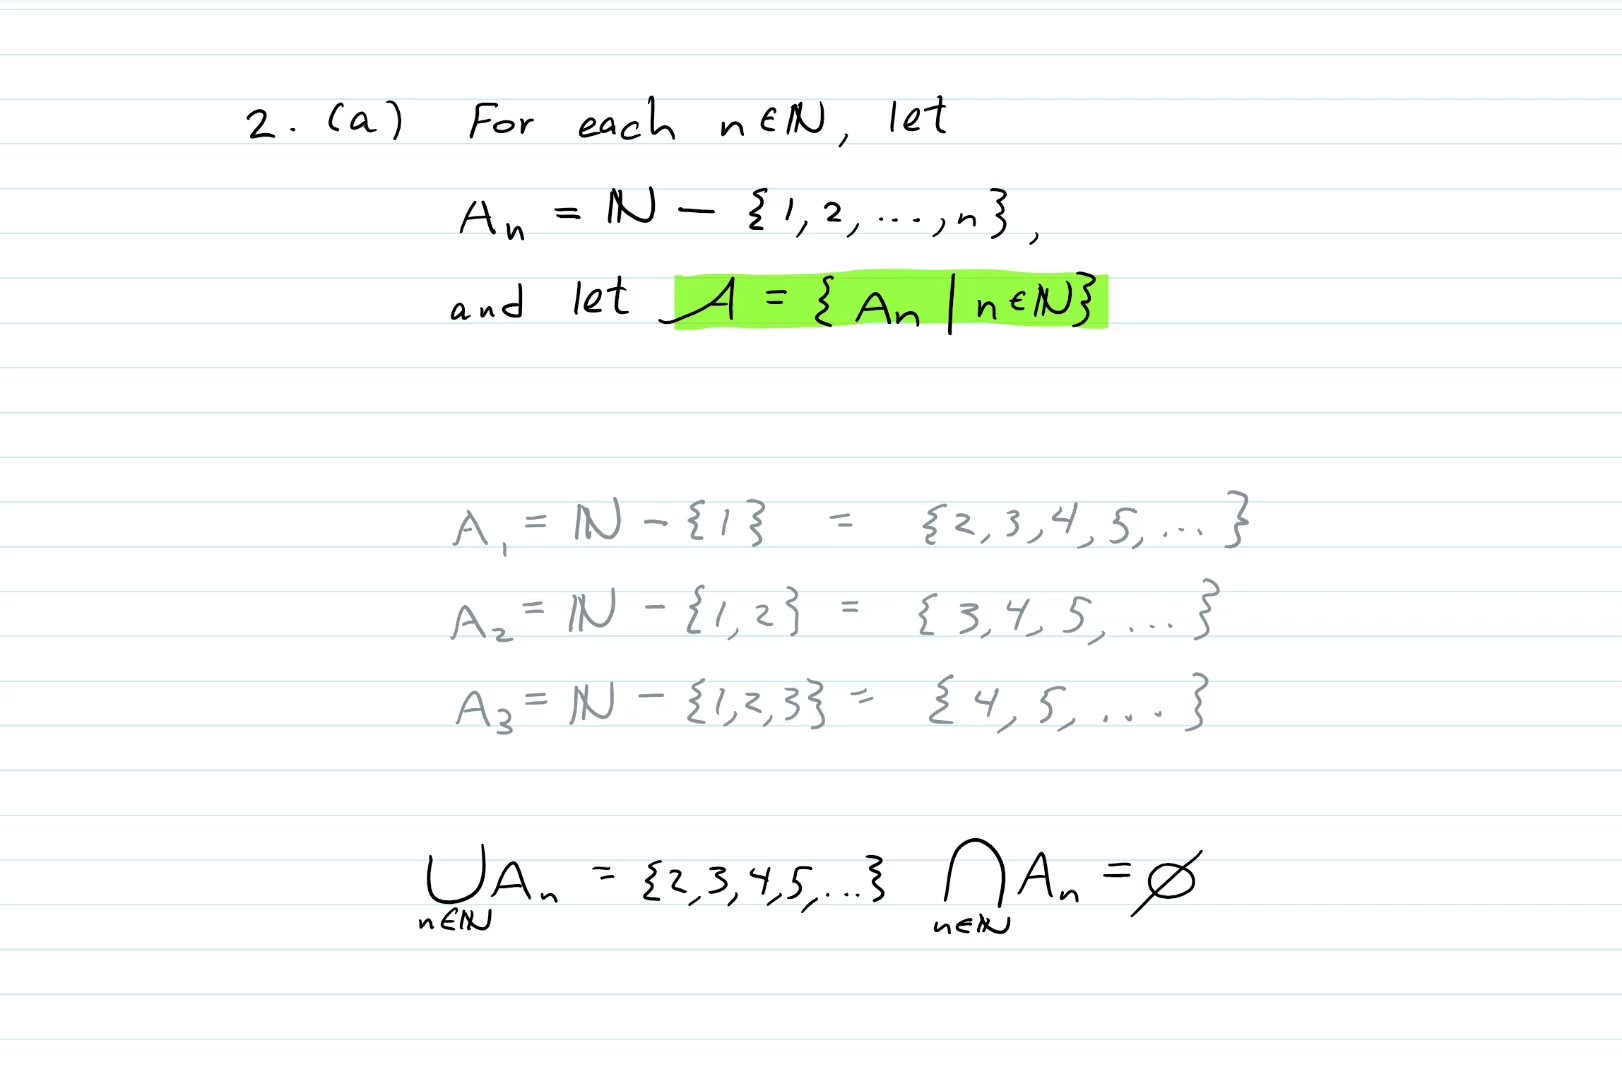 2. (a) For each n∈ℕ, let
Aₙ = ℕ − {1, 2, ..., n},
and let 𝒜 = { Aₙ | n∈ℕ}
A₁ = ℕ − {1} = {2, 3, 4, 5, ... }
A₂ = ℕ − {1, 2} = { 3, 4, 5, ... }
A₃ = ℕ − {1, 2, 3} = { 4, 5, .... }
⋃ₙ∈ℕ Aₙ = {2, 3, 4, 5, ...} ⋂ₙ∈ℕ Aₙ = ∅